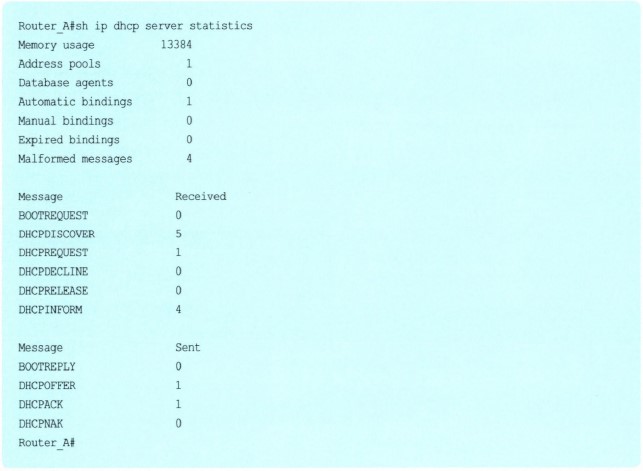 Router_A#sh ip dhcp server statistics
Memory usage 13384
Address pools 1
Database agents 0
Automatic bindings 1
Manual bindings 0
Expired bindings 0
Malformed messages 4
Message Received
BOOTREQUEST 0
DHCPDISCOVER 5
DHCPREQUEST 1
DHCPDECLINE 0
DHCPRELEASE 0
DHCPINFORM 4
Message Sent
BOOTREPLY 0
DHCPOFFER 1
DHCPACK 1
DHCPNAK 0
Router_A#